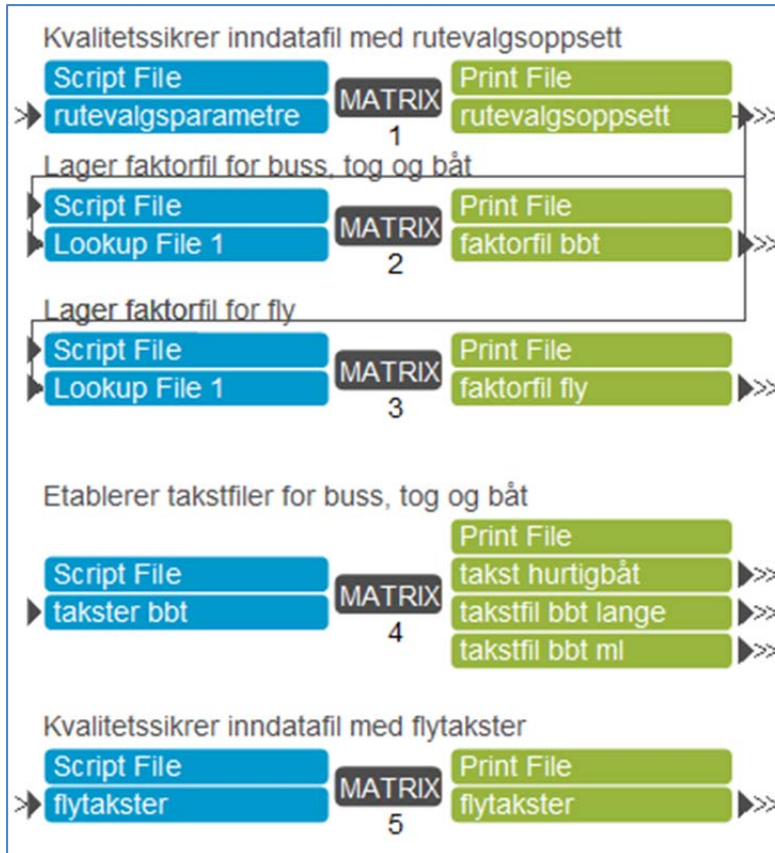 Kvalitetssikrer inndatafil med rutevalgsoppsett
Script File
rutevalgsparametre
MATRIX
1
Print File
rutevalgsoppsett
Lager faktorfil for buss, tog og båt
Script File
Lookup File 1
MATRIX
2
Print File
faktorfil bbt
Lager faktorfil for fly
Script File
Lookup File 1
MATRIX
3
Print File
faktorfil fly
Etablerer takstfiler for buss, tog og båt
Script File
takster bbt
MATRIX
4
Print File
takst hurtigbåt
takstfil bbt lange
takstfil bbt ml
Kvalitetssikrer inndatafil med flytakster
Script File
flytakster
MATRIX
5
Print File
flytakster